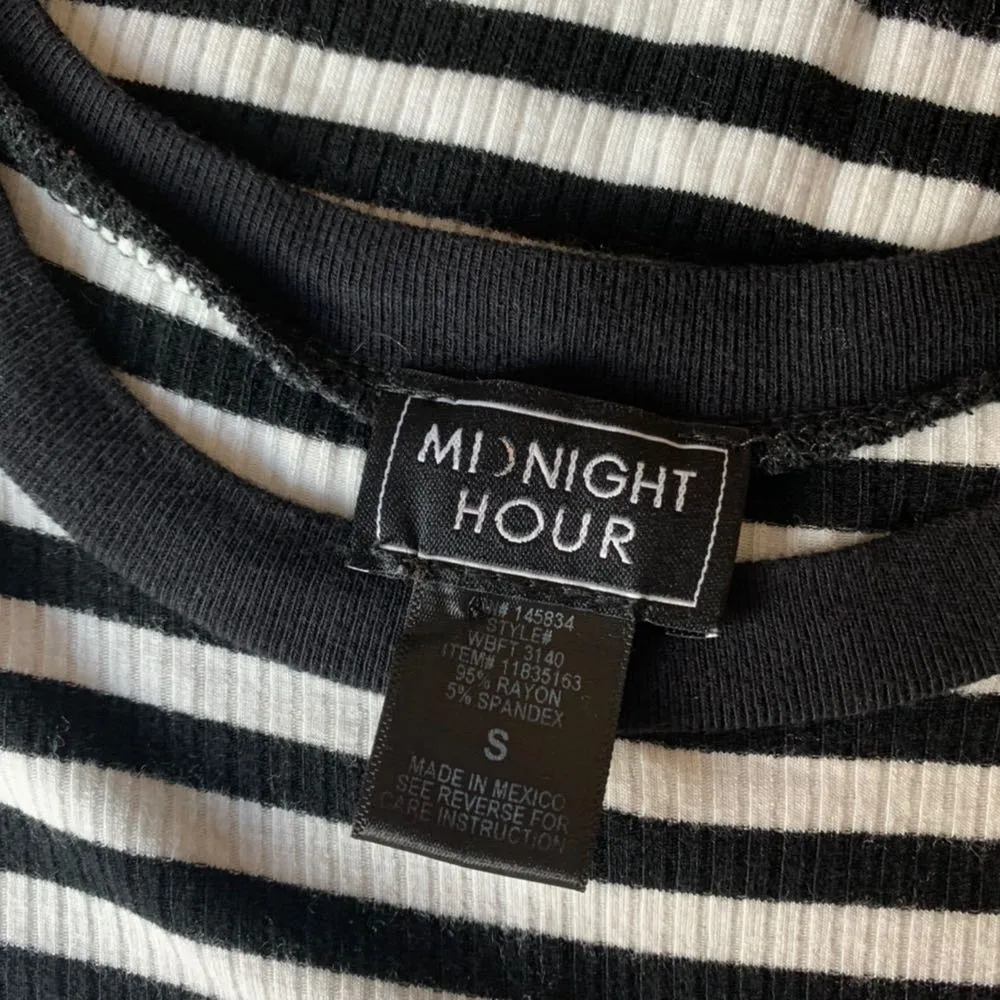 MIDNIGHT
HOUR
RN# 145834
STYLE#
WBFT 3140
ITEM# 11835163
95% RAYON
5% SPANDEX
S
MADE IN MEXICO
SEE REVERSE FOR
CARE INSTRUCTION